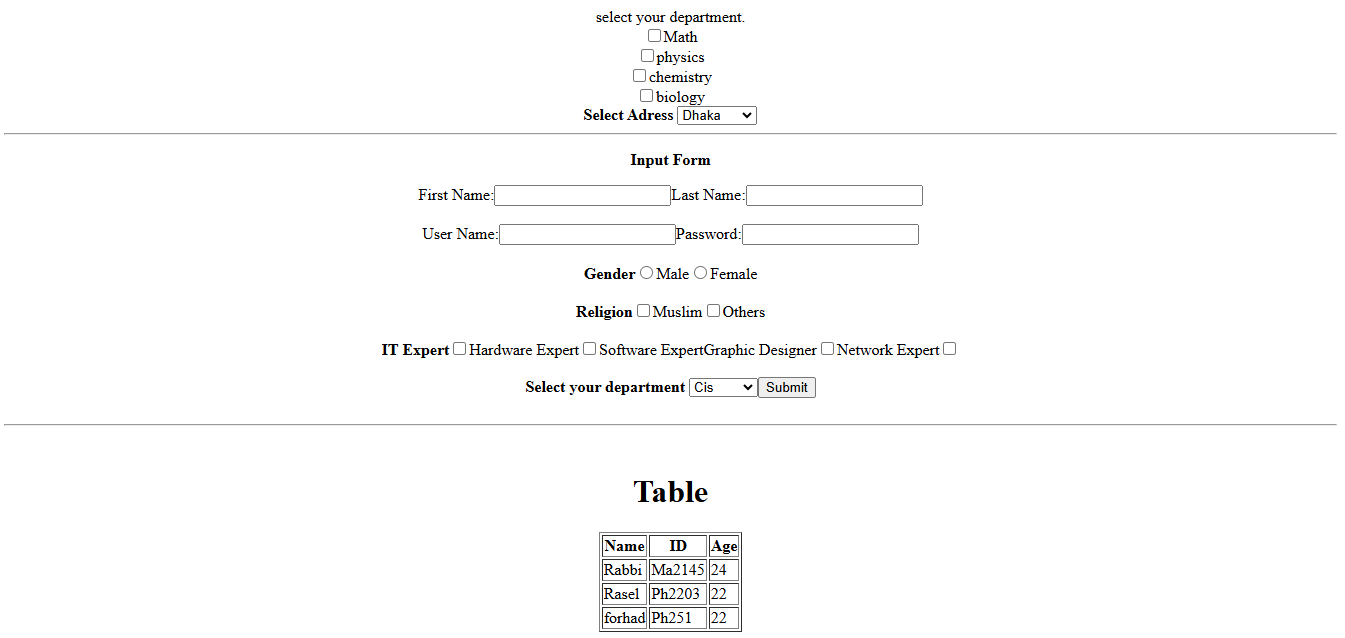 select your department.
Math
physics
chemistry
biology
Select Adress Dhaka
Input Form
First Name: Last Name:
User Name: Password:
Gender Male Female
Religion Muslim Others
IT Expert Hardware Expert Software ExpertGraphic Designer Network Expert
Select your department Cis Submit
Table
Name ID Age
Rabbi Ma2145 24
Rasel Ph2203 22
forhad Ph251 22